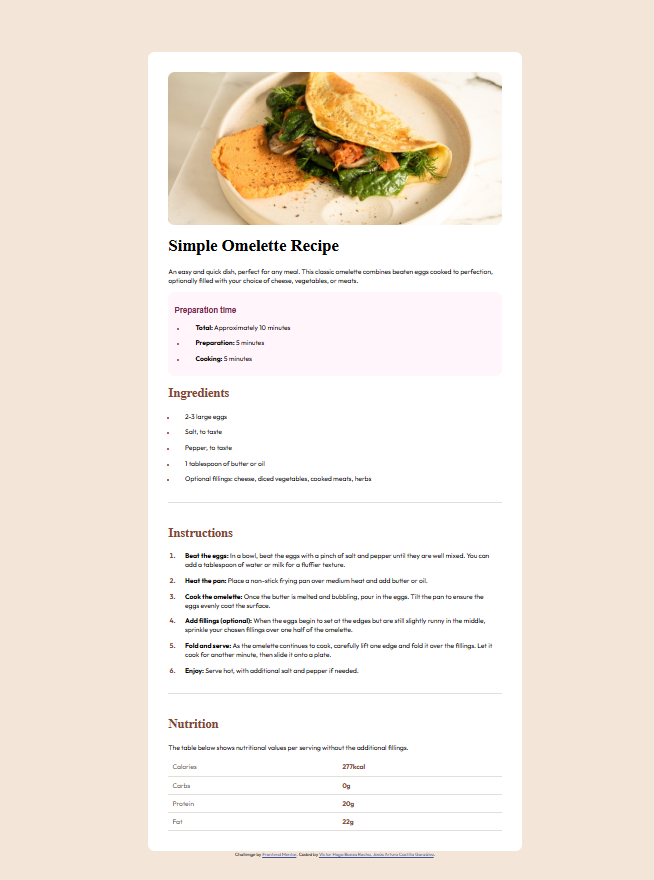 Simple Omelette Recipe
An easy and quick dish, perfect for any meal. This classic omelette combines beaten eggs cooked to perfection,
optionally filled with your choice of cheese, vegetables, or meats.
Preparation time
• Total: Approximately 10 minutes
• Preparation: 5 minutes
• Cooking: 5 minutes
Ingredients
• 2-3 large eggs
• Salt, to taste
• Pepper, to taste
• 1 tablespoon of butter or oil
• Optional fillings: cheese, diced vegetables, cooked meats, herbs
Instructions
1. Beat the eggs: In a bowl, beat the eggs with a pinch of salt and pepper until they are well mixed. You can
add a tablespoon of water or milk for a fluffier texture.
2. Heat the pan: Place a non-stick frying pan over medium heat and add butter or oil.
3. Cook the omelette: Once the butter is melted and bubbling, pour in the eggs. Tilt the pan to ensure the
eggs evenly coat the surface.
4. Add fillings (optional): When the eggs begin to set at the edges but are still slightly runny in the middle,
sprinkle your chosen fillings over one half of the omelette.
5. Fold and serve: As the omelette continues to cook, carefully lift one edge and fold it over the fillings. Let it
cook for another minute, then slide it onto a plate.
6. Enjoy: Serve hot, with additional salt and pepper if needed.
Nutrition
The table below shows nutritional values per serving without the additional fillings.
Calories 277kcal
Carbs 0g
Protein 20g
Fat 22g
Challenge by Frontend Mentor. Coded by Victor Hugo